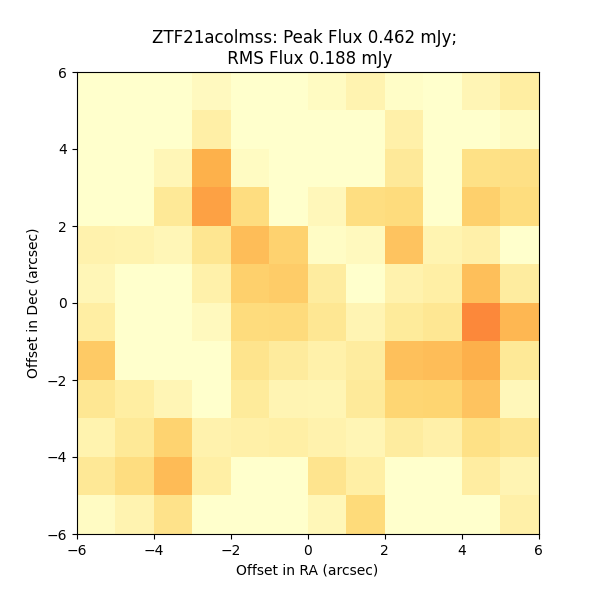 ZTF21acolmss: Peak Flux 0.462 mJy;
RMS Flux 0.188 mJy
6
4
2
0
−2
−4
−6
Offset in Dec (arcsec)
−6 −4 −2 0 2 4 6
Offset in RA (arcsec)